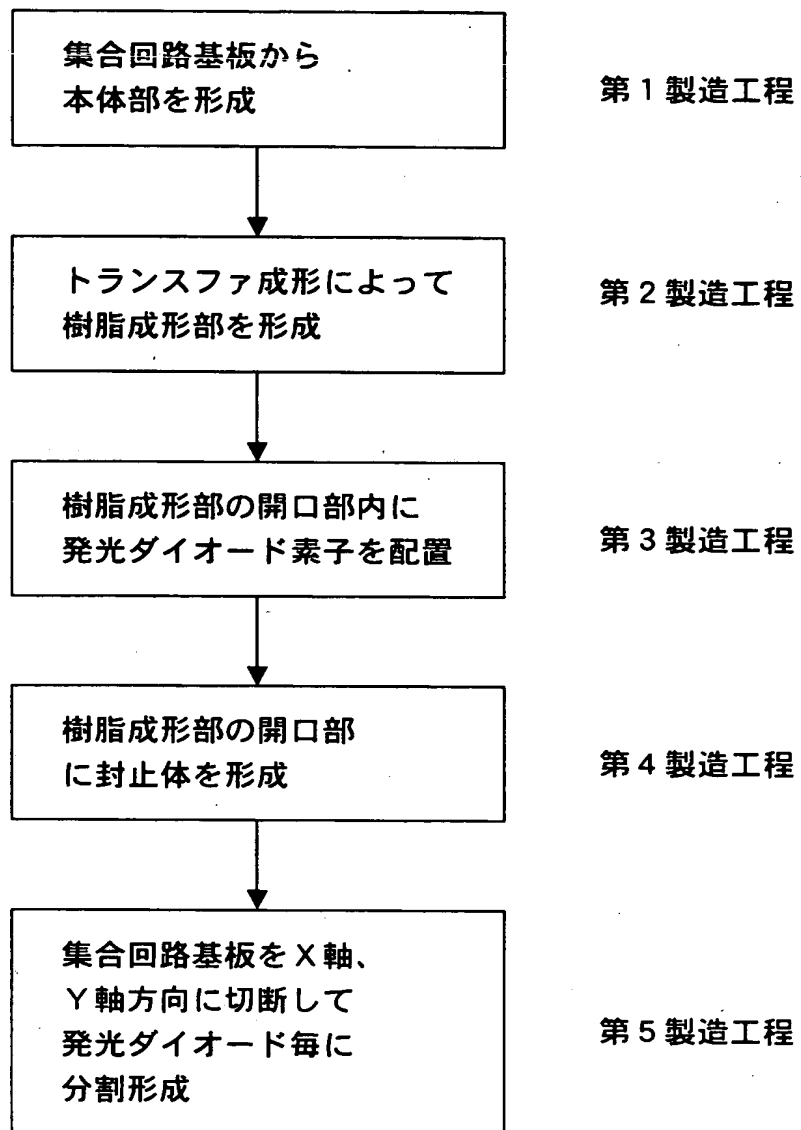 集合回路基板から
本体部を形成
第1製造工程
トランスファ成形によって
樹脂成形部を形成
第2製造工程
樹脂成形部の開口部内に
発光ダイオード素子を配置
第3製造工程
樹脂成形部の開口部
に封止体を形成
第4製造工程
集合回路基板をX軸、
Y軸方向に切断して
発光ダイオード毎に
分割形成
第5製造工程